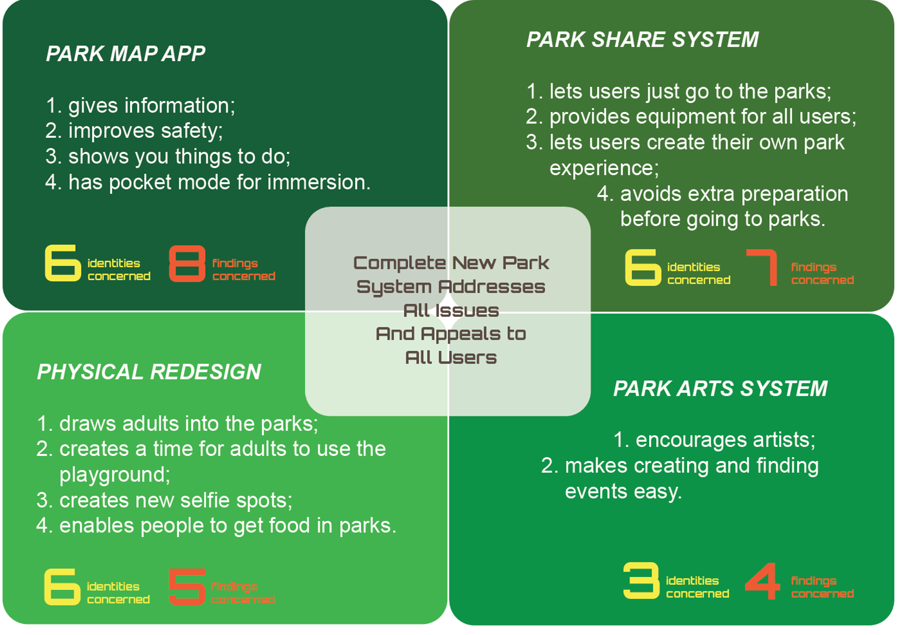 PARK MAP APP
1. gives information;
2. improves safety;
3. shows you things to do;
4. has pocket mode for immersion.
6 identities concerned
8 findings concerned
PARK SHARE SYSTEM
1. lets users just go to the parks;
2. provides equipment for all users;
3. lets users create their own park
experience;
4. avoids extra preparation
before going to parks.
6 identities concerned
7 findings concerned
Complete New Park
System Addresses
All Issues
And Appeals to
All Users
PHYSICAL REDESIGN
1. draws adults into the parks;
2. creates a time for adults to use the
playground;
3. creates new selfie spots;
4. enables people to get food in parks.
6 identities concerned
5 findings concerned
PARK ARTS SYSTEM
1. encourages artists;
2. makes creating and finding
events easy.
3 identities concerned
4 findings concerned